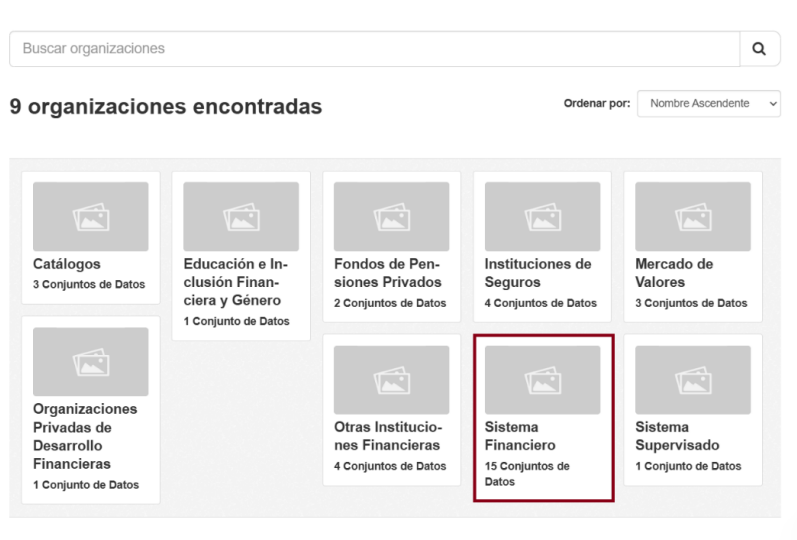 Buscar organizaciones
9 organizaciones encontradas
Ordenar por:
Nombre Ascendente
Catálogos
3 Conjuntos de Datos
Educación e In-
clusión Finan-
ciera y Género
1 Conjunto de Datos
Fondos de Pen-
siones Privados
2 Conjuntos de Datos
Instituciones de
Seguros
4 Conjuntos de Datos
Mercado de
Valores
3 Conjuntos de Datos
Organizaciones
Privadas de
Desarrollo
Financieras
1 Conjunto de Datos
Otras Institucio-
nes Financieras
4 Conjuntos de Datos
Sistema
Financiero
15 Conjuntos de
Datos
Sistema
Supervisado
1 Conjunto de Datos